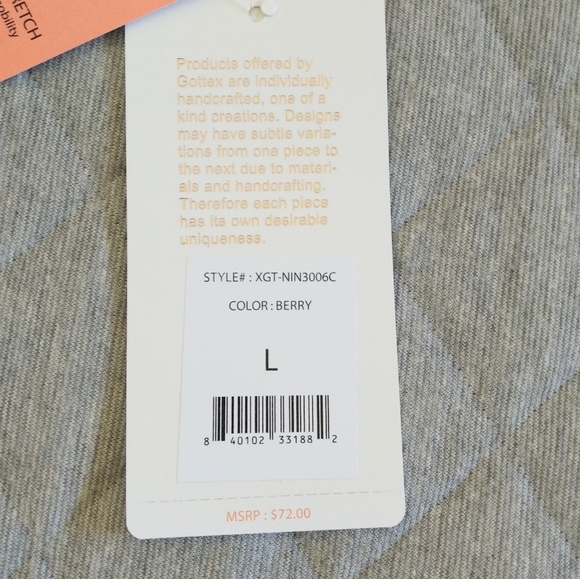 RETCH
mobility
Products offered by
Gottex are individually
handcrafted, one of a
kind creations. Designs
may have subtle varia-
tions from one piece to
the next due to materi-
als and handcrafting.
Therefore each piece
has its own desirable
uniqueness.
STYLE# : XGT-NIN3006C
COLOR : BERRY
L
8 40102 33188 2
MSRP : $72.00